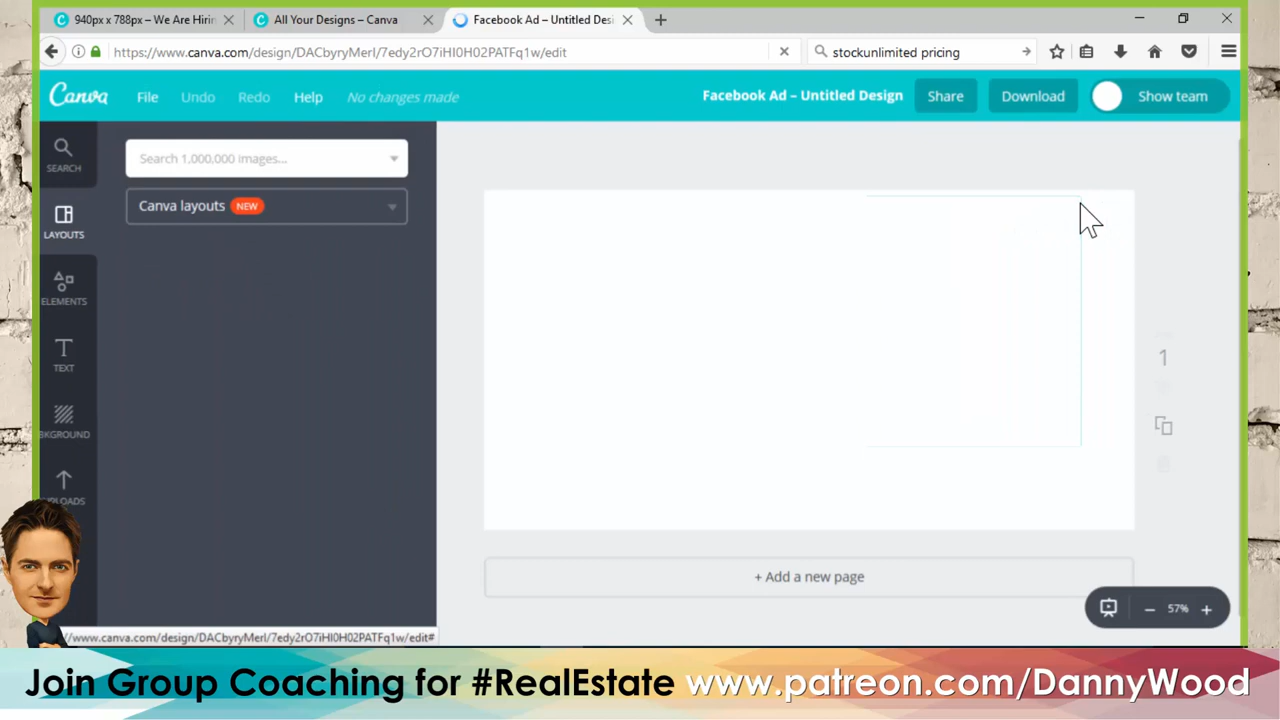 940px x 788px – We Are Hirin
All Your Designs – Canva
Facebook Ad – Untitled Desi
https://www.canva.com/design/DACbyryMerI/7edy2rO7iHI0H02PATFq1w/edit
stockunlimited pricing
Canva
File
Undo
Redo
Help
No changes made
Facebook Ad – Untitled Design
Share
Download
Show team
SEARCH
Search 1,000,000 images...
Canva layouts NEW
LAYOUTS
ELEMENTS
TEXT
BKGROUND
UPLOADS
1
+ Add a new page
57%
//www.canva.com/design/DACbyryMerI/7edy2rO7iHI0H02PATFq1w/edit#
Join Group Coaching for #RealEstate www.patreon.com/DannyWood